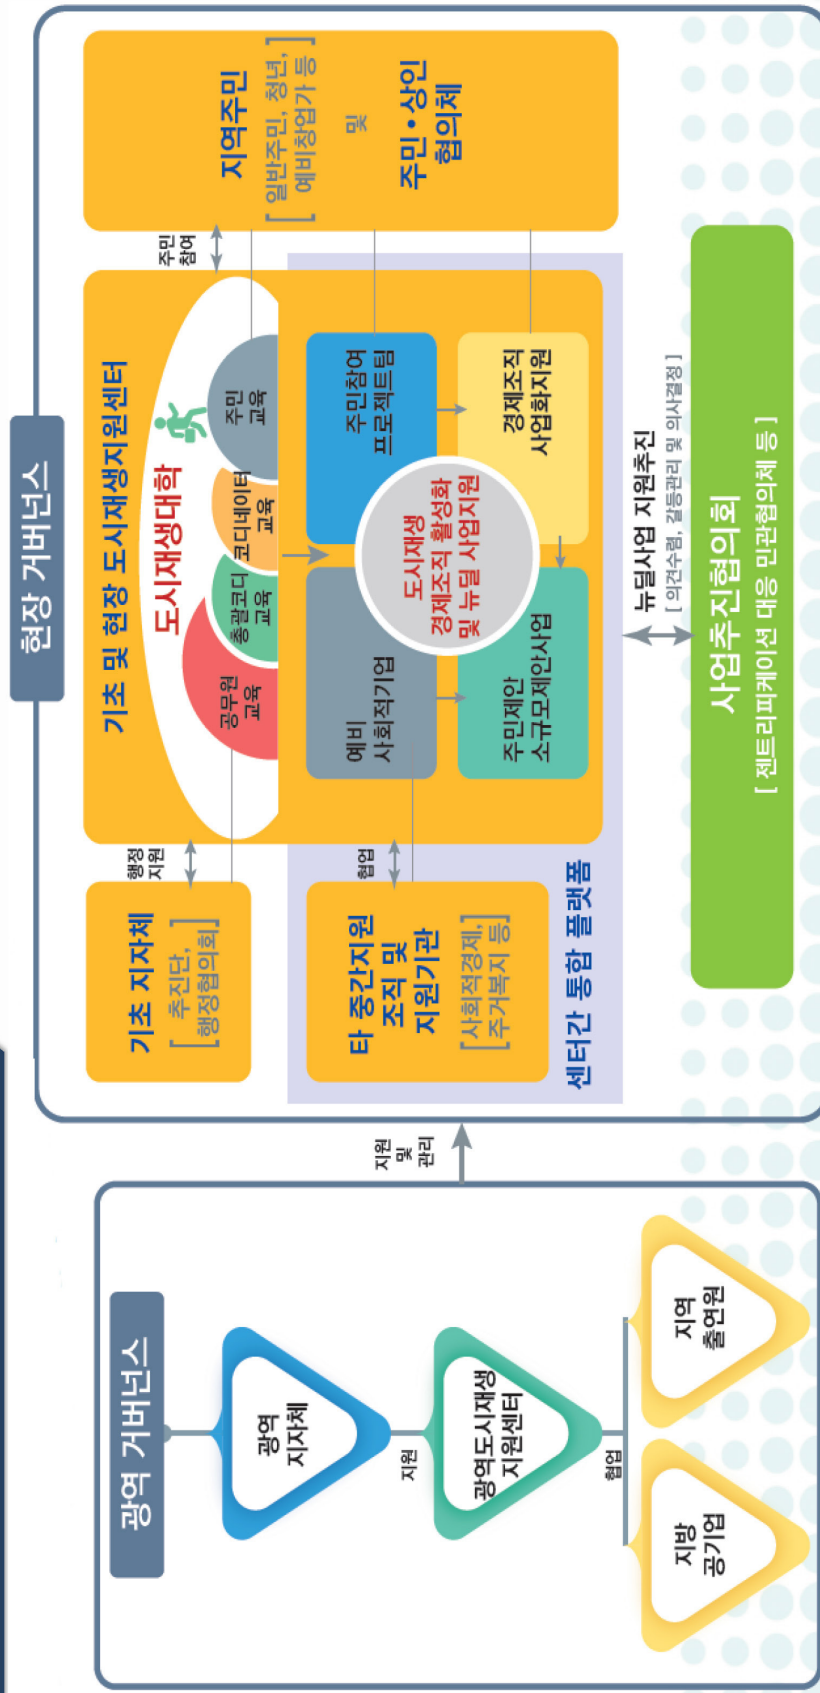 광역 거버넌스
광역
지자체
지원
광역도시재생
지원센터
협업
지방
공기업
지역
출연원
지원
및
관리
현장 거버넌스
기초 지자체
[ 추진단,
행정협의회]
행정
지원
타 중간지원
조직 및
지원기관
[ 사회적경제,
주거복지 등]
협업
센터간 통합 플랫폼
기초 및 현장 도시재생지원센터
도시재생대학
공무원
교육
총괄코디
교육
코디네이터
교육
주민
교육
예비
사회적기업
주민참여
프로젝트팀
도시재생
경제조직 활성화
및 뉴딜 사업지원
주민제안
소규모제안사업
경제조직
사업화지원
주민
참여
지역주민
[ 일반주민, 청년,
예비창업가 등 ]
및
주민•상인
협의체
뉴딜사업 지원추진
[ 의견수렴, 갈등관리 및 의사결정 ]
사업추진협의회
[ 젠트리피케이션 대응 민관협의체 등 ]